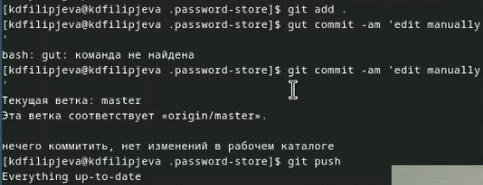 [kdfilipjeva@kdfilipjeva .password-store]$ git add .
[kdfilipjeva@kdfilipjeva .password-store]$ gut commit -am 'edit manually
'
bash: gut: команда не найдена
[kdfilipjeva@kdfilipjeva .password-store]$ git commit -am 'edit manually
'
Текущая ветка: master
Эта ветка соответствует «origin/master».
нечего коммитить, нет изменений в рабочем каталоге
[kdfilipjeva@kdfilipjeva .password-store]$ git push
Everything up-to-date